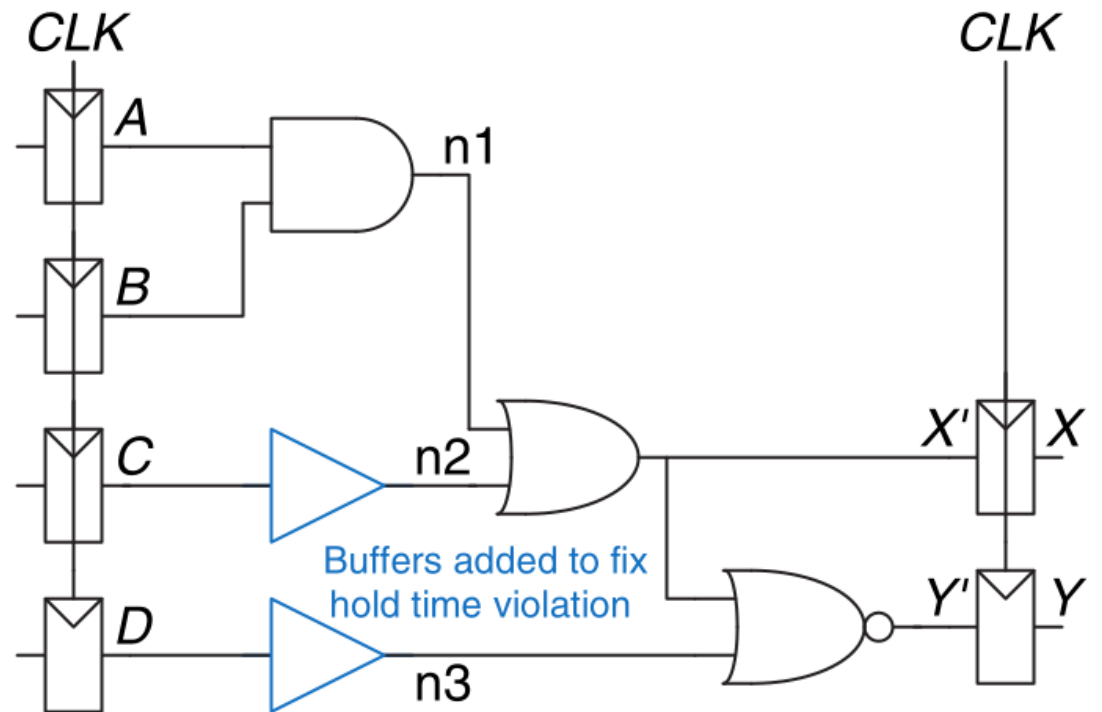 CLK
CLK
A
n1
B
C
n2
X'
X
Buffers added to fix
hold time violation
D
n3
Y'
Y